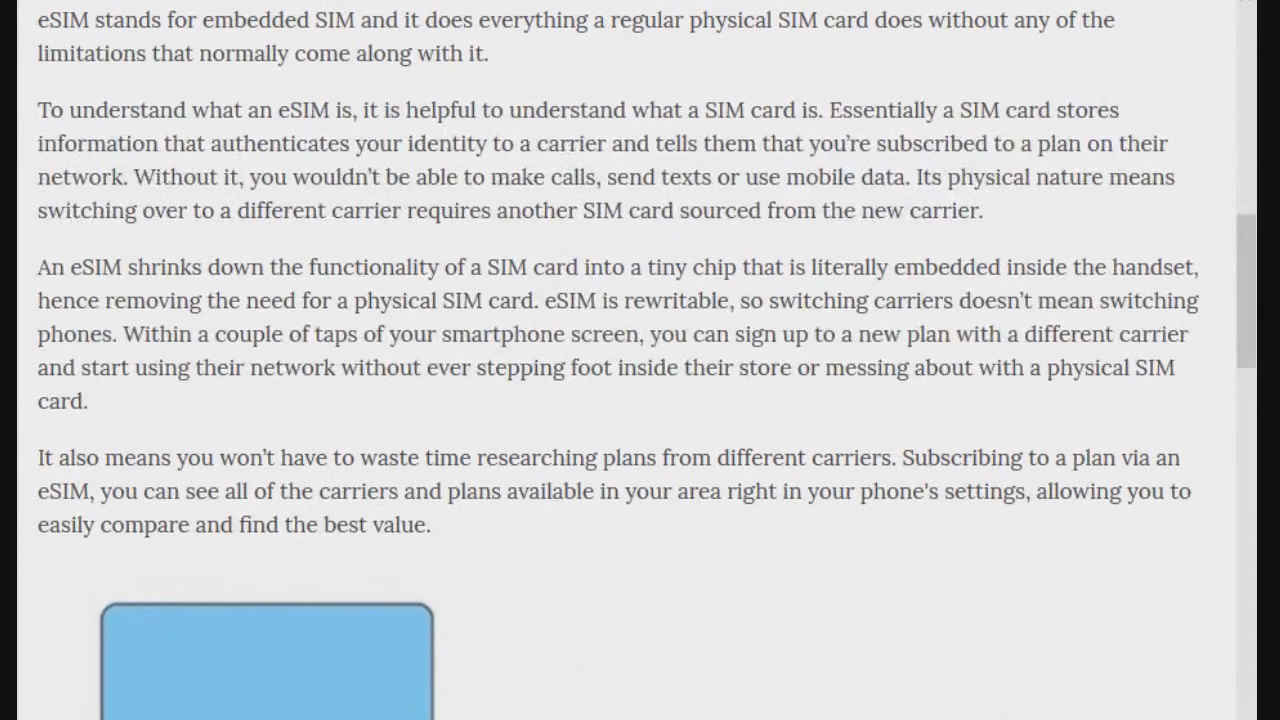 eSIM stands for embedded SIM and it does everything a regular physical SIM card does without any of the
limitations that normally come along with it.
To understand what an eSIM is, it is helpful to understand what a SIM card is. Essentially a SIM card stores
information that authenticates your identity to a carrier and tells them that you’re subscribed to a plan on their
network. Without it, you wouldn’t be able to make calls, send texts or use mobile data. Its physical nature means
switching over to a different carrier requires another SIM card sourced from the new carrier.
An eSIM shrinks down the functionality of a SIM card into a tiny chip that is literally embedded inside the handset,
hence removing the need for a physical SIM card. eSIM is rewritable, so switching carriers doesn’t mean switching
phones. Within a couple of taps of your smartphone screen, you can sign up to a new plan with a different carrier
and start using their network without ever stepping foot inside their store or messing about with a physical SIM
card.
It also means you won’t have to waste time researching plans from different carriers. Subscribing to a plan via an
eSIM, you can see all of the carriers and plans available in your area right in your phone's settings, allowing you to
easily compare and find the best value.